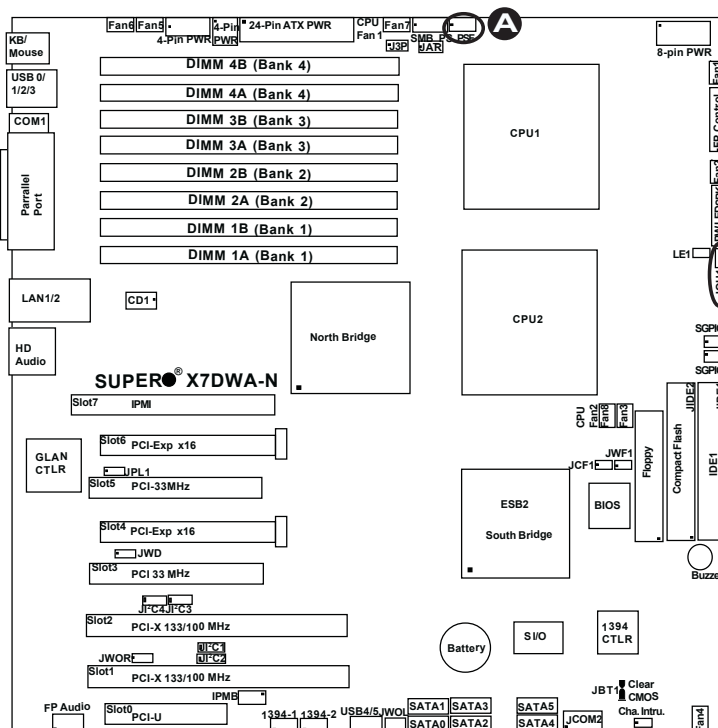 Fan6 Fan5
4-Pin PWR
4-Pin PWR
24-Pin ATX PWR
CPU Fan 1
Fan7
SMB_PS PSF
A
J3P
JAR
8-pin PWR
KB/
Mouse
USB 0/
1/2/3
COM1
Parrallel
Port
LAN1/2
HD
Audio
DIMM 4B (Bank 4)
DIMM 4A (Bank 4)
DIMM 3B (Bank 3)
DIMM 3A (Bank 3)
DIMM 2B (Bank 2)
DIMM 2A (Bank 2)
DIMM 1B (Bank 1)
DIMM 1A (Bank 1)
CPU1
CPU2
Fan1
LE1
CD1
North Bridge
SUPER® X7DWA-N
SGPI
SGPI
Slot7 IPMI
Slot6 PCI-Exp x16
GLAN
CTLR
JPL1
Slot5 PCI-33MHz
Slot4 PCI-Exp x16
JWD
Slot3 PCI 33 MHz
JI²C4 JI²C3
Slot2 PCI-X 133/100 MHz
JI²C1
JI²C2
JWOR
Slot1 PCI-X 133/100 MHz
IPMB
FP Audio
Slot0 PCI-U
CPU
Fan2
Fan8
Fan3
JWF1
JCF1
Floppy
JIDE2
Compact Flash
IDE1
ESB2
South Bridge
BIOS
Buzze
Battery
S I/O
1394
CTLR
JBT1
Clear
CMOS
Cha. Intru.
1394-1 1394-2
USB4/5
JWOL
SATA1 SATA3
SATA0 SATA2
SATA5
SATA4
JCOM2
Fan4